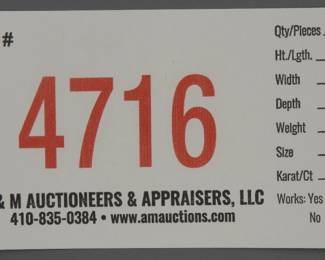 #
4716
& M AUCTIONEERS & APPRAISERS, LLC
410-835-0384 • www.amauctions.com
Qty/Pieces
Ht./Lgth.
Width
Depth
Weight
Size
Karat/Ct
Works: Yes
No